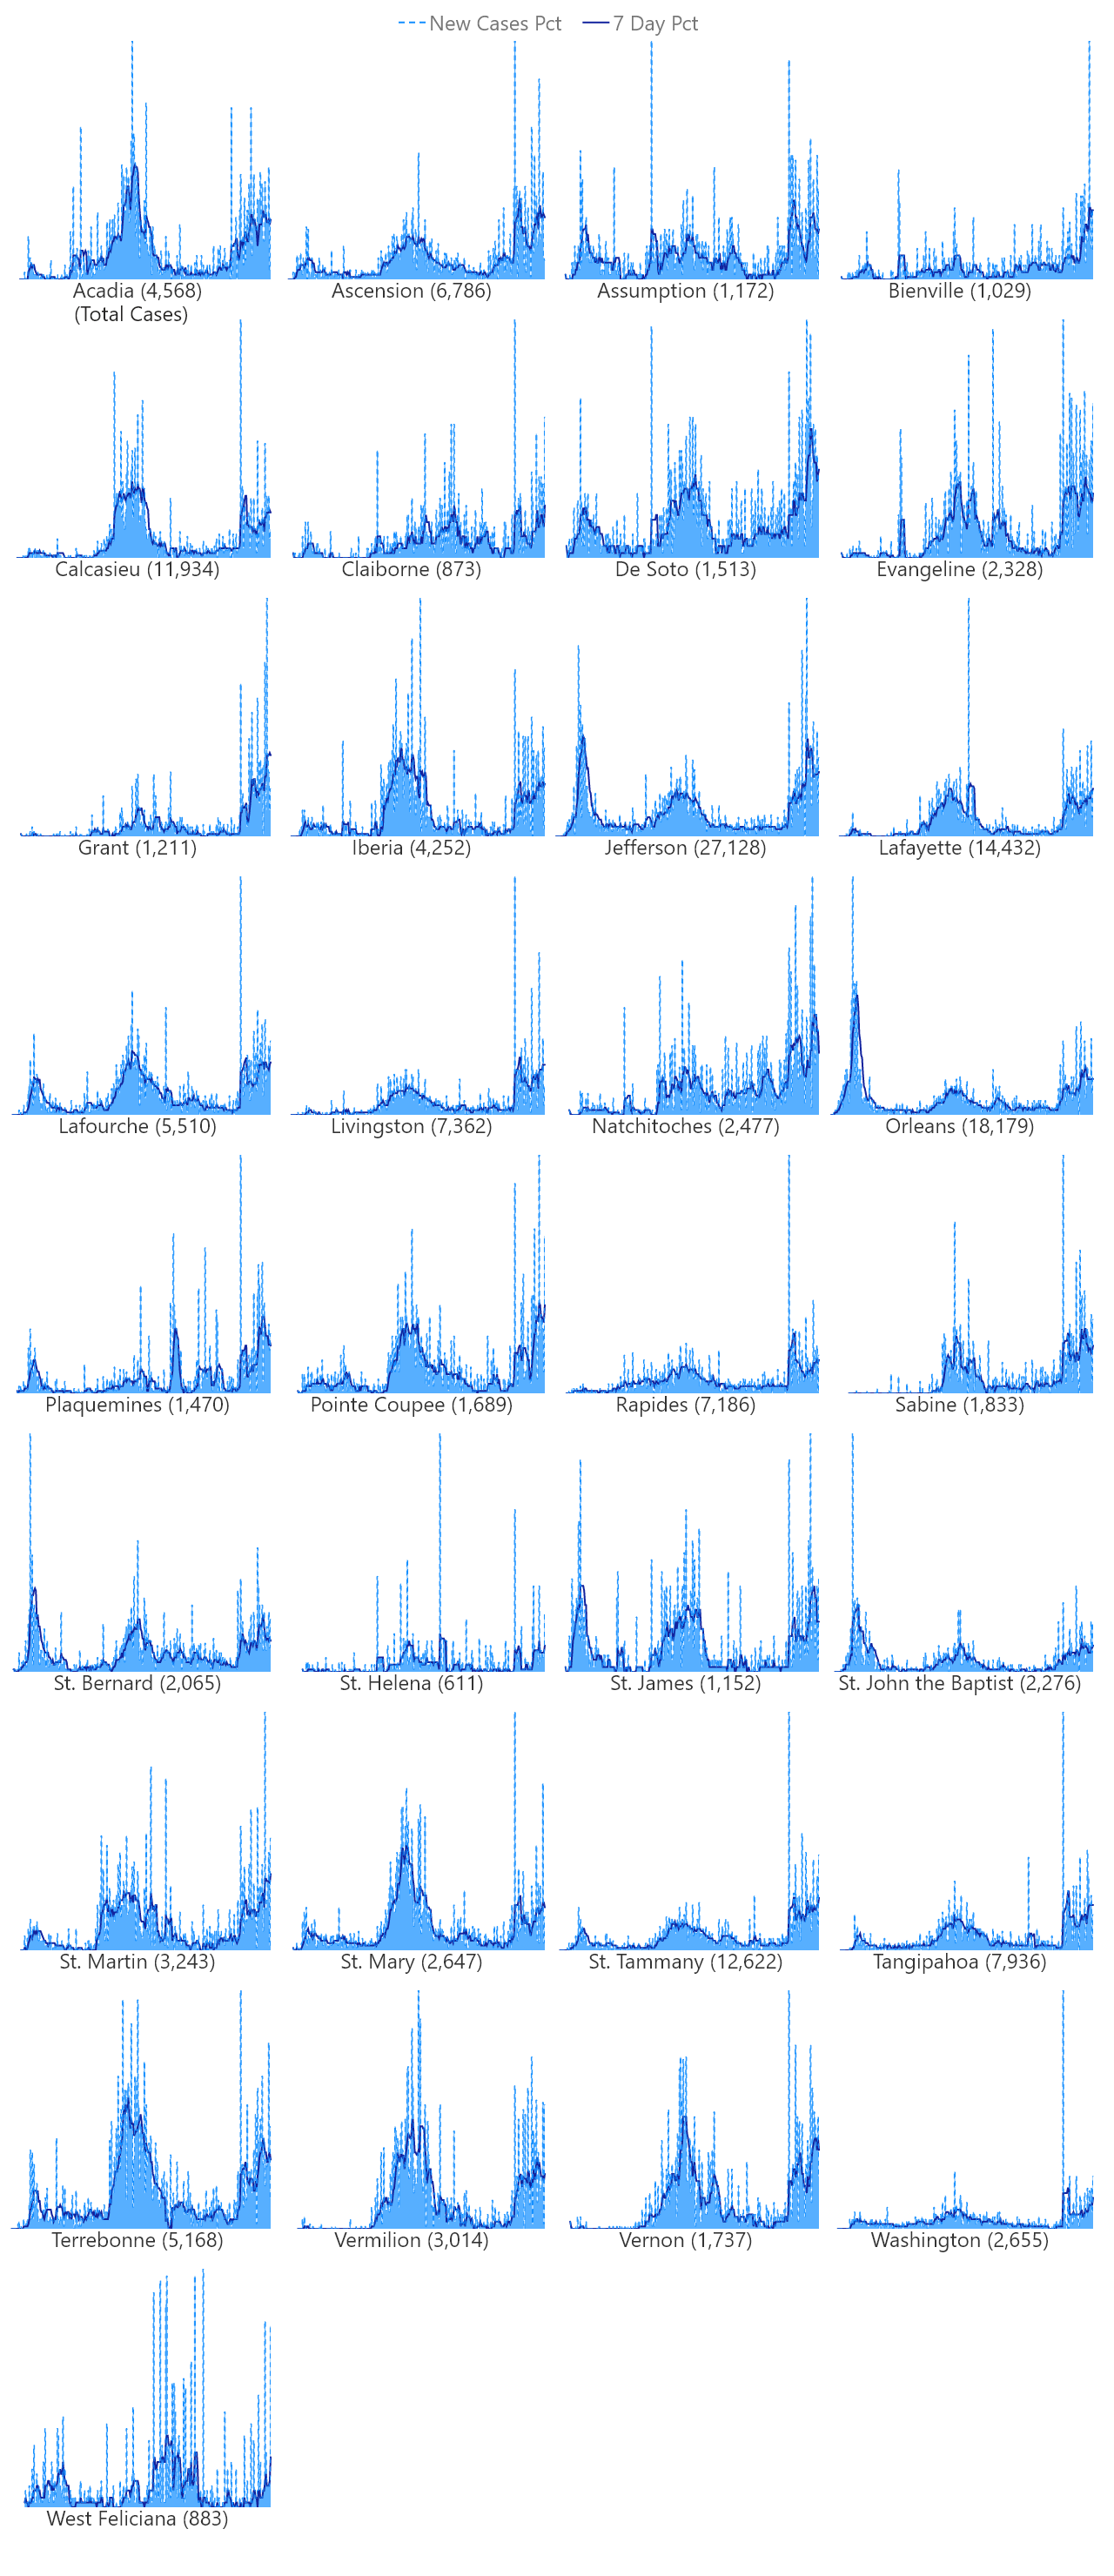 New Cases Pct 7 Day Pct
Acadia (4,568) Ascension (6,786) Assumption (1,172) Bienville (1,029)
(Total Cases)
Calcasieu (11,934) Claiborne (873) De Soto (1,513) Evangeline (2,328)
Grant (1,211) Iberia (4,252) Jefferson (27,128) Lafayette (14,432)
Lafourche (5,510) Livingston (7,362) Natchitoches (2,477) Orleans (18,179)
Plaquemines (1,470) Pointe Coupee (1,689) Rapides (7,186) Sabine (1,833)
St. Bernard (2,065) St. Helena (611) St. James (1,152) St. John the Baptist (2,276)
St. Martin (3,243) St. Mary (2,647) St. Tammany (12,622) Tangipahoa (7,936)
Terrebonne (5,168) Vermilion (3,014) Vernon (1,737) Washington (2,655)
West Feliciana (883)